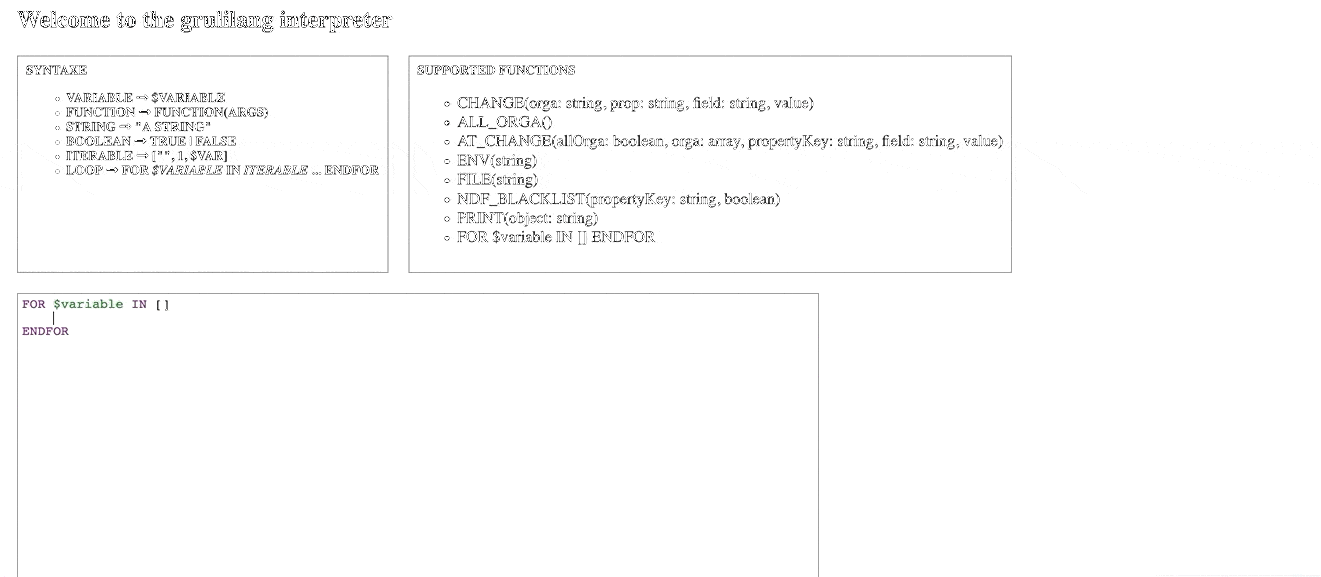 Welcome to the grulilang interpreter
SYNTAXE
VARIABLE → $VARIABLE
FUNCTION → FUNCTION(ARGS)
STRING → "A STRING"
BOOLEAN → TRUE | FALSE
ITERABLE → ["", 1, $VAR]
LOOP → FOR $VARIABLE IN ITERABLE ... ENDFOR
SUPPORTED FUNCTIONS
CHANGE(orga: string, prop: string, field: string, value)
ALL_ORGA()
AT_CHANGE(allOrga: boolean, orga: array, propertyKey: string, field: string, value)
ENV(string)
FILE(string)
NDF_BLACKLIST(propertyKey: string, boolean)
PRINT(object: string)
FOR $variable IN [] ENDFOR
FOR $variable IN []
ENDFOR